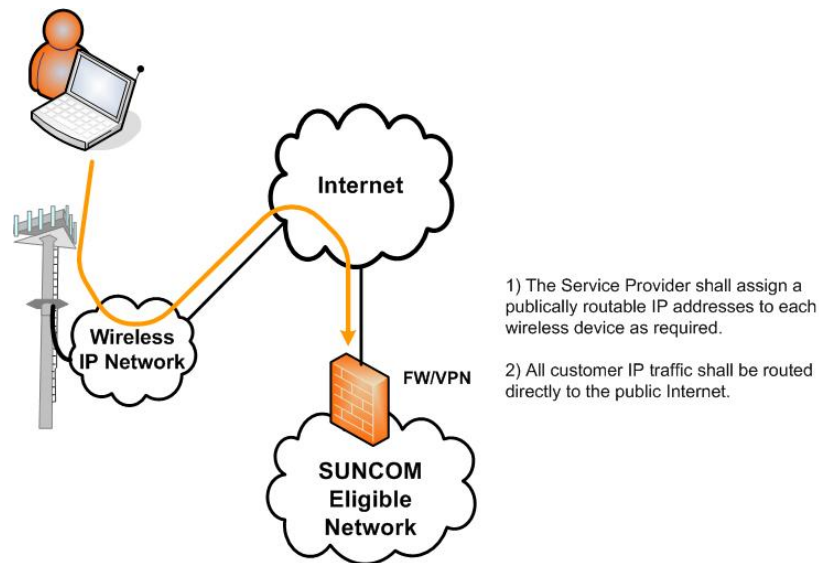 Internet
Wireless
IP Network
FW/VPN
SUNCOM
Eligible
Network
1) The Service Provider shall assign a
publically routable IP addresses to each
wireless device as required.
2) All customer IP traffic shall be routed
directly to the public Internet.